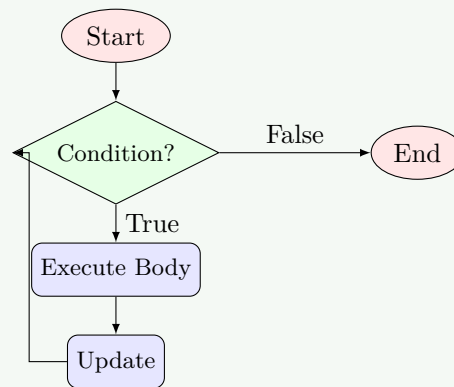 Start
Condition?
False
End
True
Execute Body
Update